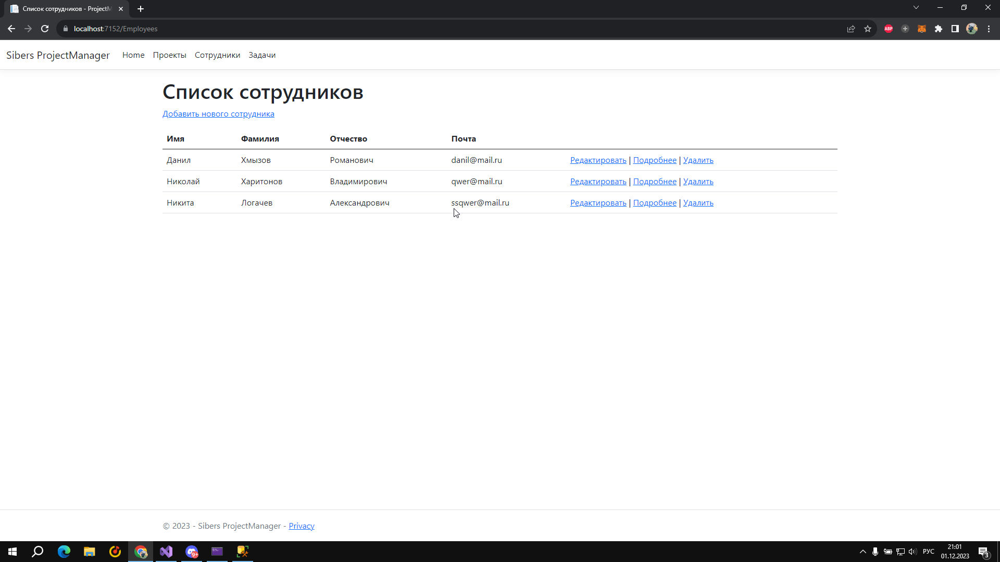 Список сотрудников - ProjectM
localhost:7152/Employees
ABP
Sibers ProjectManager Home Проекты Сотрудники Задачи
Список сотрудников
Добавить нового сотрудника
Имя Фамилия Отчество Почта
Данил Хмызов Романович danil@mail.ru Редактировать | Подробнее | Удалить
Николай Харитонов Владимирович qwer@mail.ru Редактировать | Подробнее | Удалить
Никита Логачев Александрович ssqwer@mail.ru Редактировать | Подробнее | Удалить
© 2023 - Sibers ProjectManager - Privacy
9+
РУС
21:01
01.12.2023
3